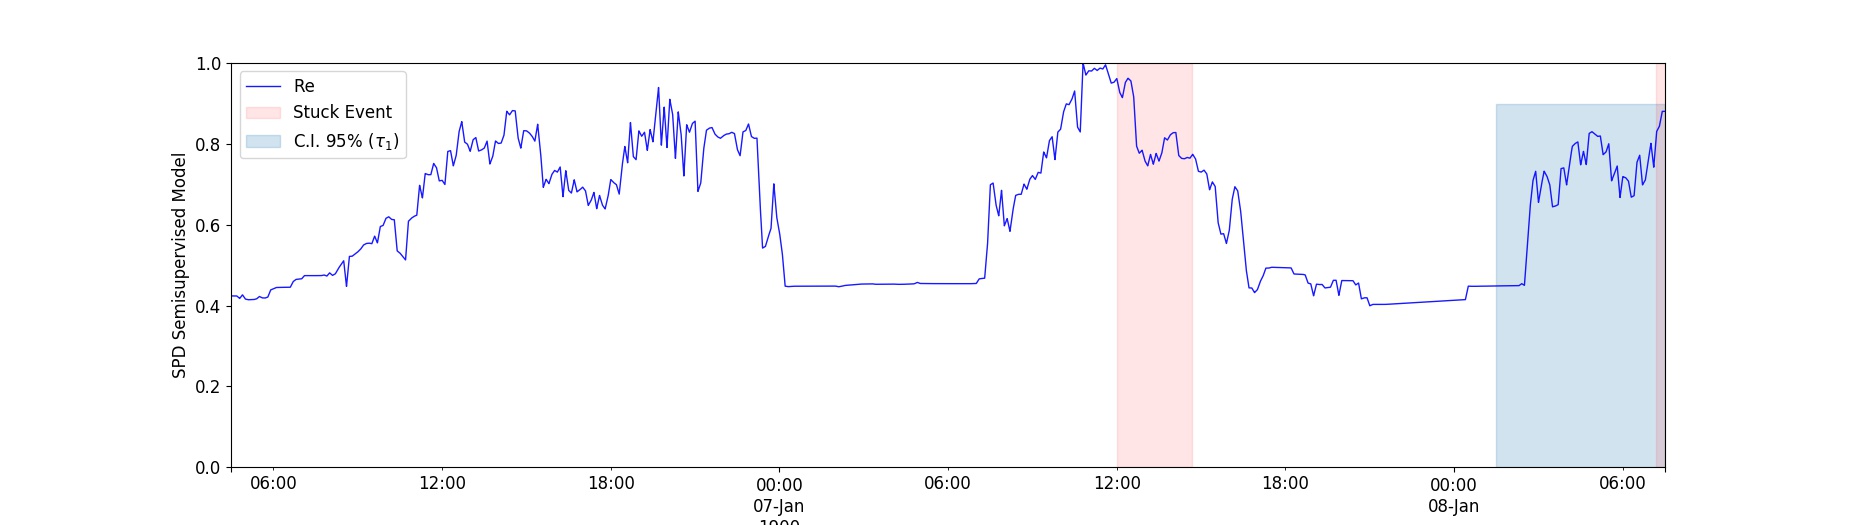 1.0
0.8
0.6
0.4
0.2
0.0
SPD Semisupervised Model
Re
Stuck Event
C.I. 95% (τ₁)
06:00 12:00 18:00 00:00 06:00 12:00 18:00 00:00 06:00
07-Jan 08-Jan
1900